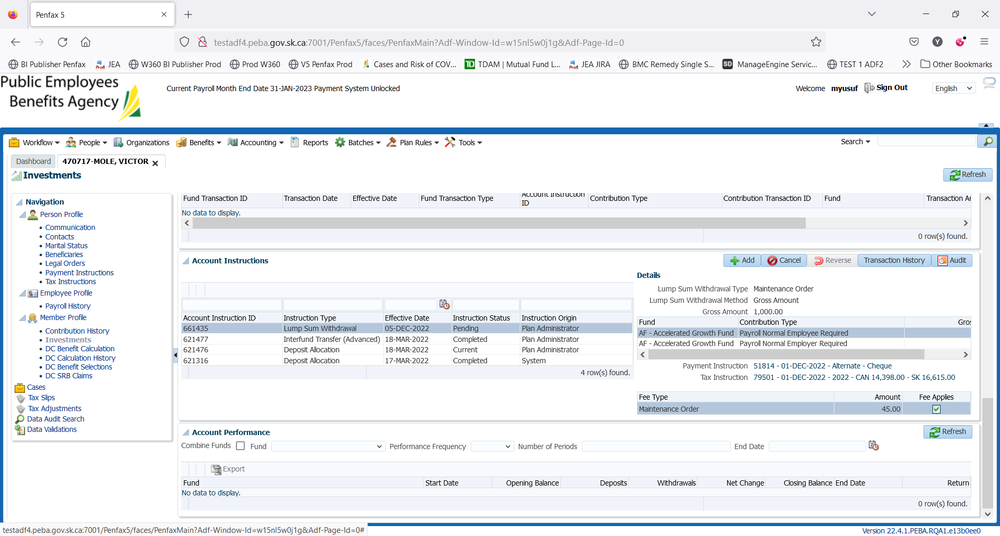 Penfax 5
testadf4.peba.gov.sk.ca:7001/Penfax5/faces/PenfaxMain?Adf-Window-Id=w15nl5w0j1g&Adf-Page-Id=0
Y
BI Publisher Penfax JEA W360 BI Publisher Prod Prod W360 V5 Penfax Prod Cases and Risk of COV... TDAM | Mutual Fund L... JEA JIRA BMC Remedy Single S... SD ManageEngine Servic... TEST 1 ADF2 Other Bookmarks
Public Employees
Benefits Agency
Current Payroll Month End Date 31-JAN-2023 Payment System Unlocked
Welcome myusuf Sign Out English
Workflow People Organizations Benefits Accounting Reports Batches Plan Rules Tools Search
Dashboard 470717-MOLE, VICTOR
Investments Refresh
Navigation
Person Profile
Communication
Contacts
Marital Status
Beneficiaries
Legal Orders
Payment Instructions
Tax Instructions
Employee Profile
Payroll History
Member Profile
Contribution History
Investments
DC Benefit Calculation
DC Calculation History
DC Benefit Selections
DC SRB Claims
Cases
Tax Slips
Tax Adjustments
Data Audit Search
Data Validations
Fund Transaction ID Transaction Date Effective Date Fund Transaction Type Account Instruction ID Contribution Type Contribution Transaction ID Fund Transaction Ar
No data to display.
0 row(s) found.
Account Instructions Add Cancel Reverse Transaction History Audit
Account Instruction ID Instruction Type Effective Date Instruction Status Instruction Origin
661435 Lump Sum Withdrawal 05-DEC-2022 Pending Plan Administrator
621477 Interfund Transfer (Advanced) 18-MAR-2022 Completed Plan Administrator
621476 Deposit Allocation 18-MAR-2022 Current Plan Administrator
621316 Deposit Allocation 17-MAR-2022 Completed System
4 row(s) found.
Details
Lump Sum Withdrawal Type Maintenance Order
Lump Sum Withdrawal Method Gross Amount
Gross Amount 1,000.00
Fund Contribution Type Gros
AF - Accelerated Growth Fund Payroll Normal Employee Required
AF - Accelerated Growth Fund Payroll Normal Employer Required
Payment Instruction 51814 - 01-DEC-2022 - Alternate - Cheque
Tax Instruction 79501 - 01-DEC-2022 - 2022 - CAN 14,398.00 - SK 16,615.00
Fee Type Amount Fee Applies
Maintenance Order 45.00
Account Performance Refresh
Combine Funds Fund Performance Frequency Number of Periods End Date
Export
Fund Start Date Opening Balance Deposits Withdrawals Net Change Closing Balance End Date Return
No data to display.
0 row(s) found.
testadf4.peba.gov.sk.ca:7001/Penfax5/faces/PenfaxMain?Adf-Window-Id=w15nl5w0j1g&Adf-Page-Id=0#
Version 22.4.1.PEBA.RQA1.e13b0ee0